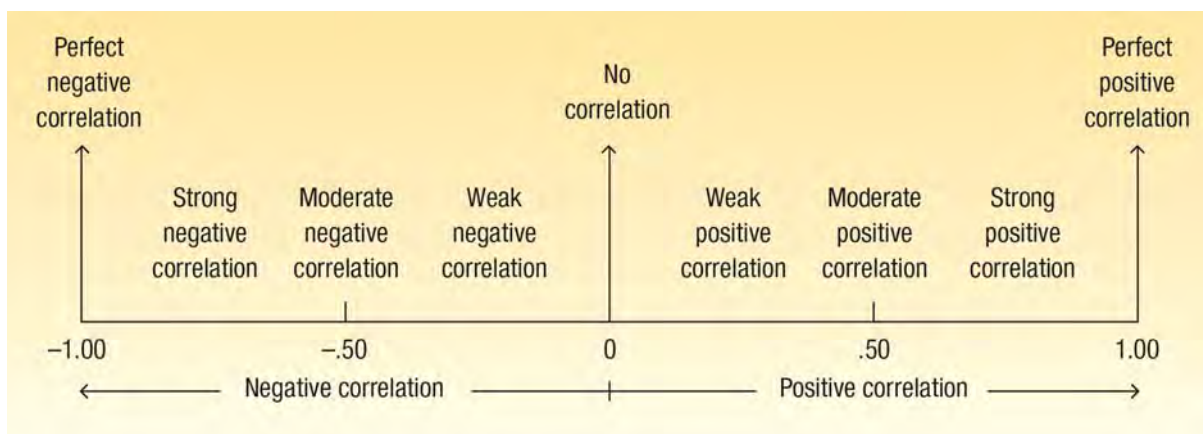 Perfect
negative
correlation
No
correlation
Perfect
positive
correlation
Strong
negative
correlation
Moderate
negative
correlation
Weak
negative
correlation
Weak
positive
correlation
Moderate
positive
correlation
Strong
positive
correlation
–1.00
–.50
0
.50
1.00
Negative correlation
Positive correlation